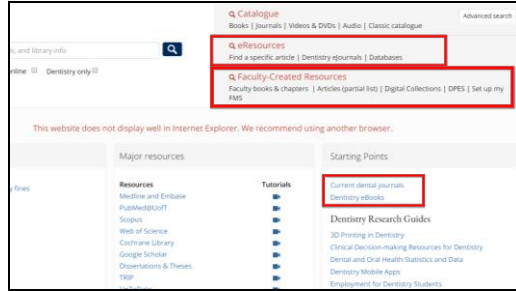 Catalogue
Books | Journals | Videos & DVDs | Audio | Classic catalogue
Advanced search
eResources
Find a specific article | Dentistry eJournals | Databases
s, and library info
online Dentistry only
Faculty-Created Resources
Faculty books & chapters | Articles (partial list) | Digital Collections | DPES | Set up my
FMS
This website does not display well in Internet Explorer. We recommend using another browser.
Major resources
Starting Points
y fines
Resources Tutorials
Medline and Embase
PubMed@UofT
Scopus
Web of Science
Cochrane Library
Google Scholar
Dissertations & Theses
TRIP
UpToDate
Current dental journals
Dentistry eBooks
Dentistry Research Guides
3D Printing in Dentistry
Clinical Decision-making Resources for Dentistry
Dental and Oral Health Statistics and Data
Dentistry Mobile Apps
Employment for Dentistry Students